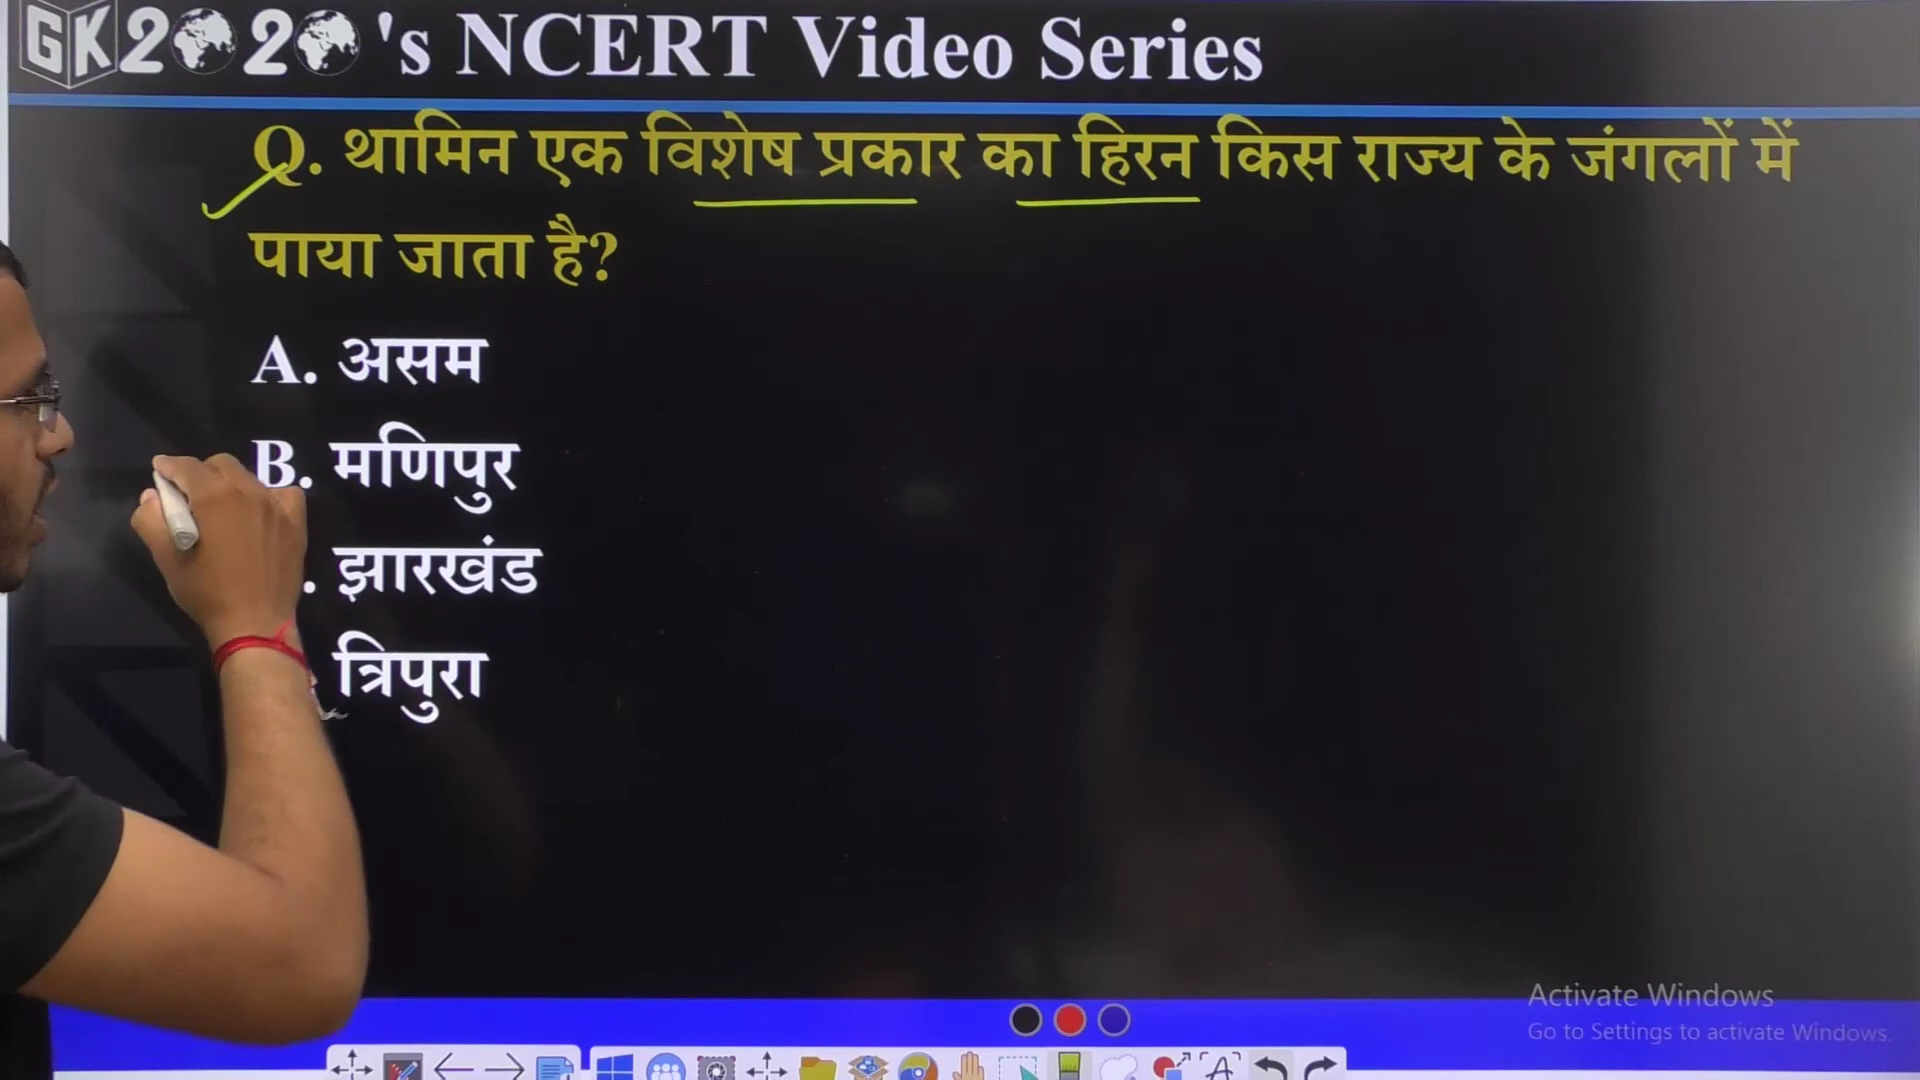 GK2020's NCERT Video Series
Q. थामिन एक विशेष प्रकार का हिरन किस राज्य के जंगलों में
पाया जाता है?
A. असम
B. मणिपुर
. झारखंड
त्रिपुरा
Activate Windows
Go to Settings to activate Windows.